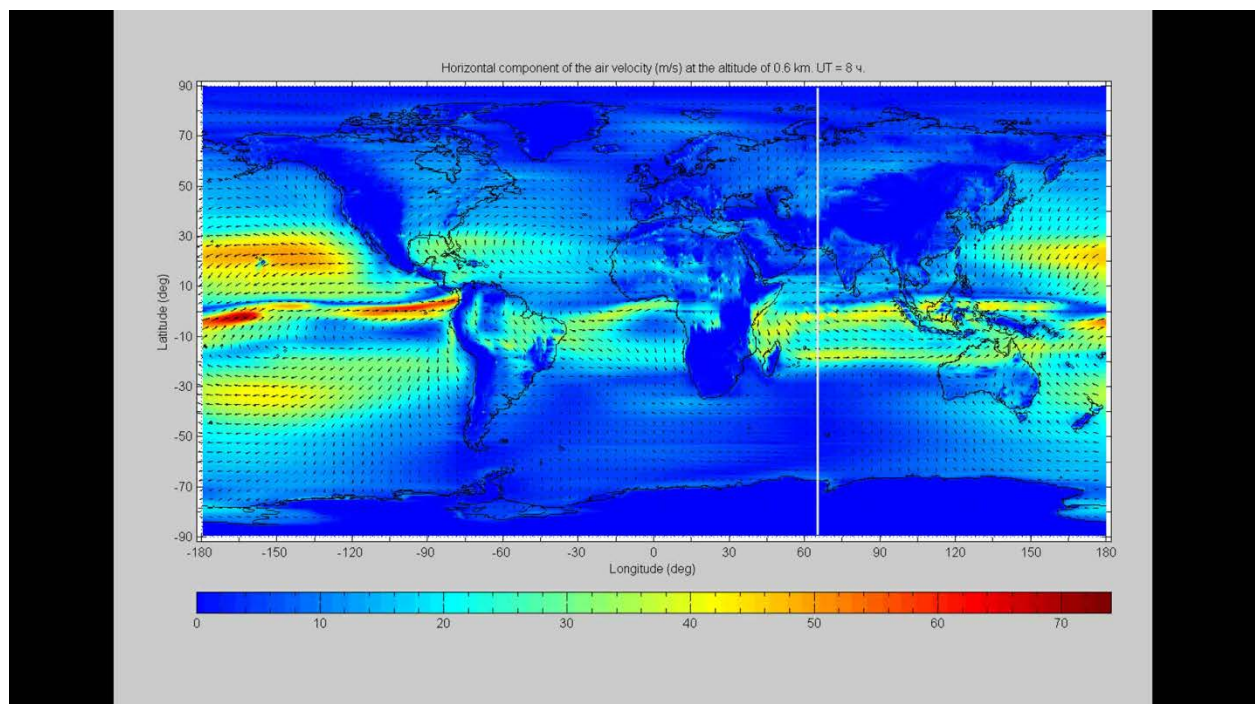 Horizontal component of the air velocity (m/s) at the altitude of 0.6 km. UT = 8 ч.
90
70
50
30
10
-10
-30
-50
-70
-90
Latitude (deg)
-180 -150 -120 -90 -60 -30 0 30 60 90 120 150 180
Longitude (deg)
0 10 20 30 40 50 60 70